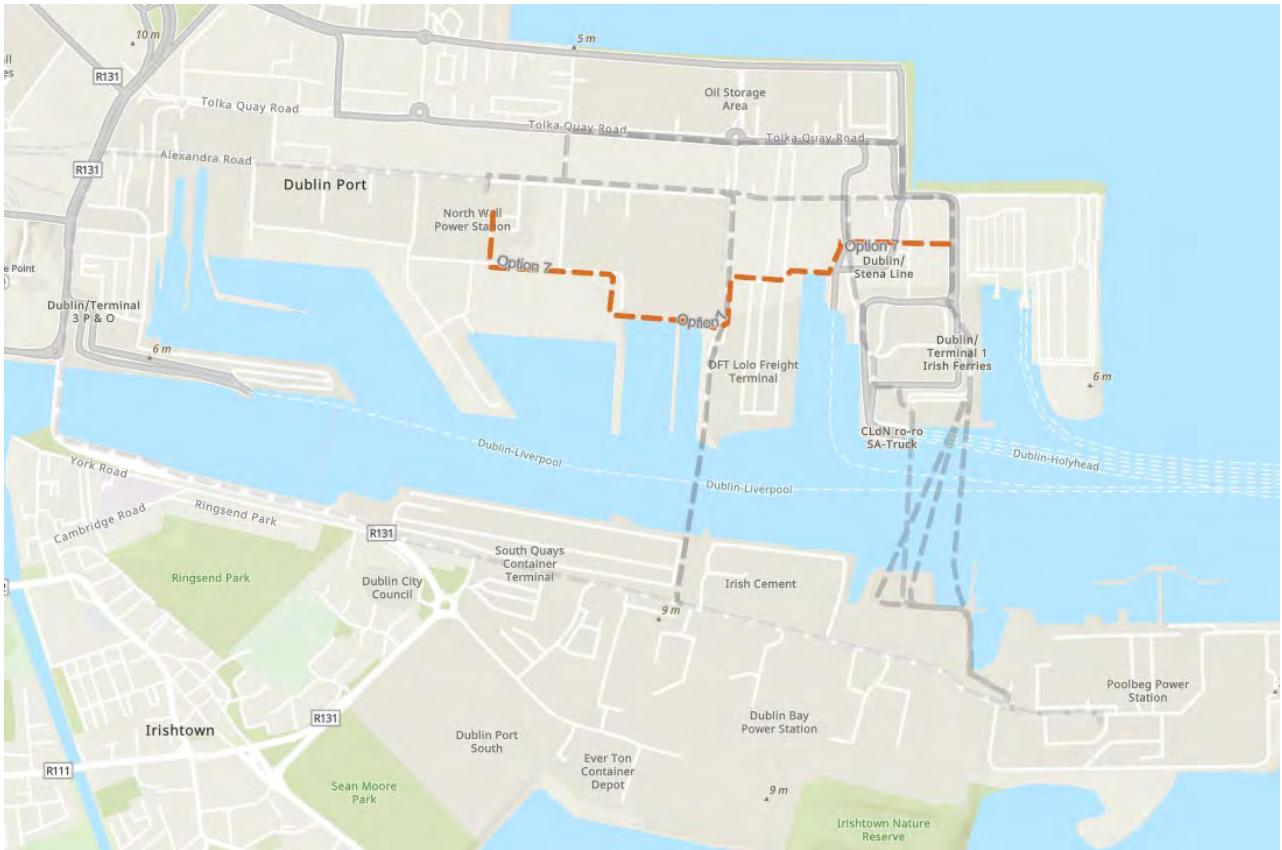 10 m
5 m
R131
Oil Storage
Area
Tolka Quay Road
Tolka Quay Road
Tolka Quay Road
Alexandra Road
R131
Dublin Port
North Wall
Power Station
Option 7
Option 7
Dublin/
Stena Line
Dublin/Terminal
3 P & O
6 m
Option
DFT Lolo Freight
Terminal
Dublin/
Terminal 1
Irish Ferries
6 m
CLdN ro-ro
SA-Truck
Dublin-Liverpool
Dublin-Holyhead
Dublin-Liverpool
York Road
Cambridge Road
Ringsend Park
R131
South Quays
Container
Terminal
Ringsend Park
Dublin City
Council
Irish Cement
9 m
Poolbeg Power
Station
R131
Irishtown
Dublin Port
South
Dublin Bay
Power Station
R111
Ever Ton
Container
Depot
Sean Moore
Park
9 m
Irishtown Nature
Reserve